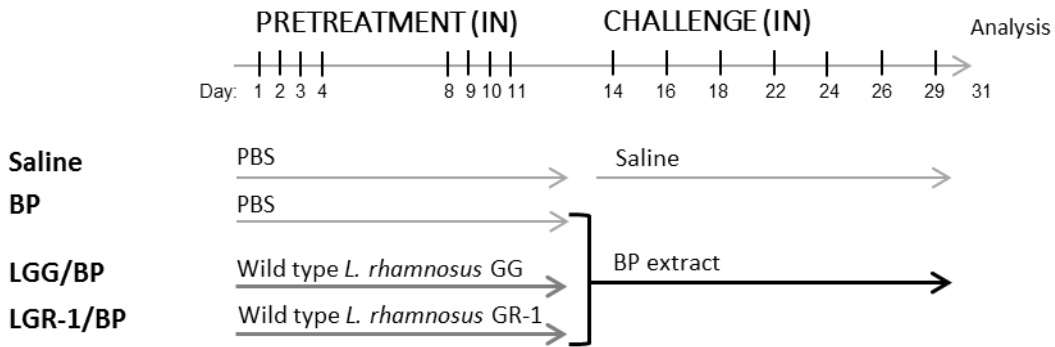 PRETREATMENT (IN) CHALLENGE (IN) Analysis
Day: 1 2 3 4 8 9 10 11 14 16 18 22 24 26 29 31
Saline PBS Saline
BP PBS
LGG/BP Wild type L. rhamnosus GG BP extract
LGR-1/BP Wild type L. rhamnosus GR-1